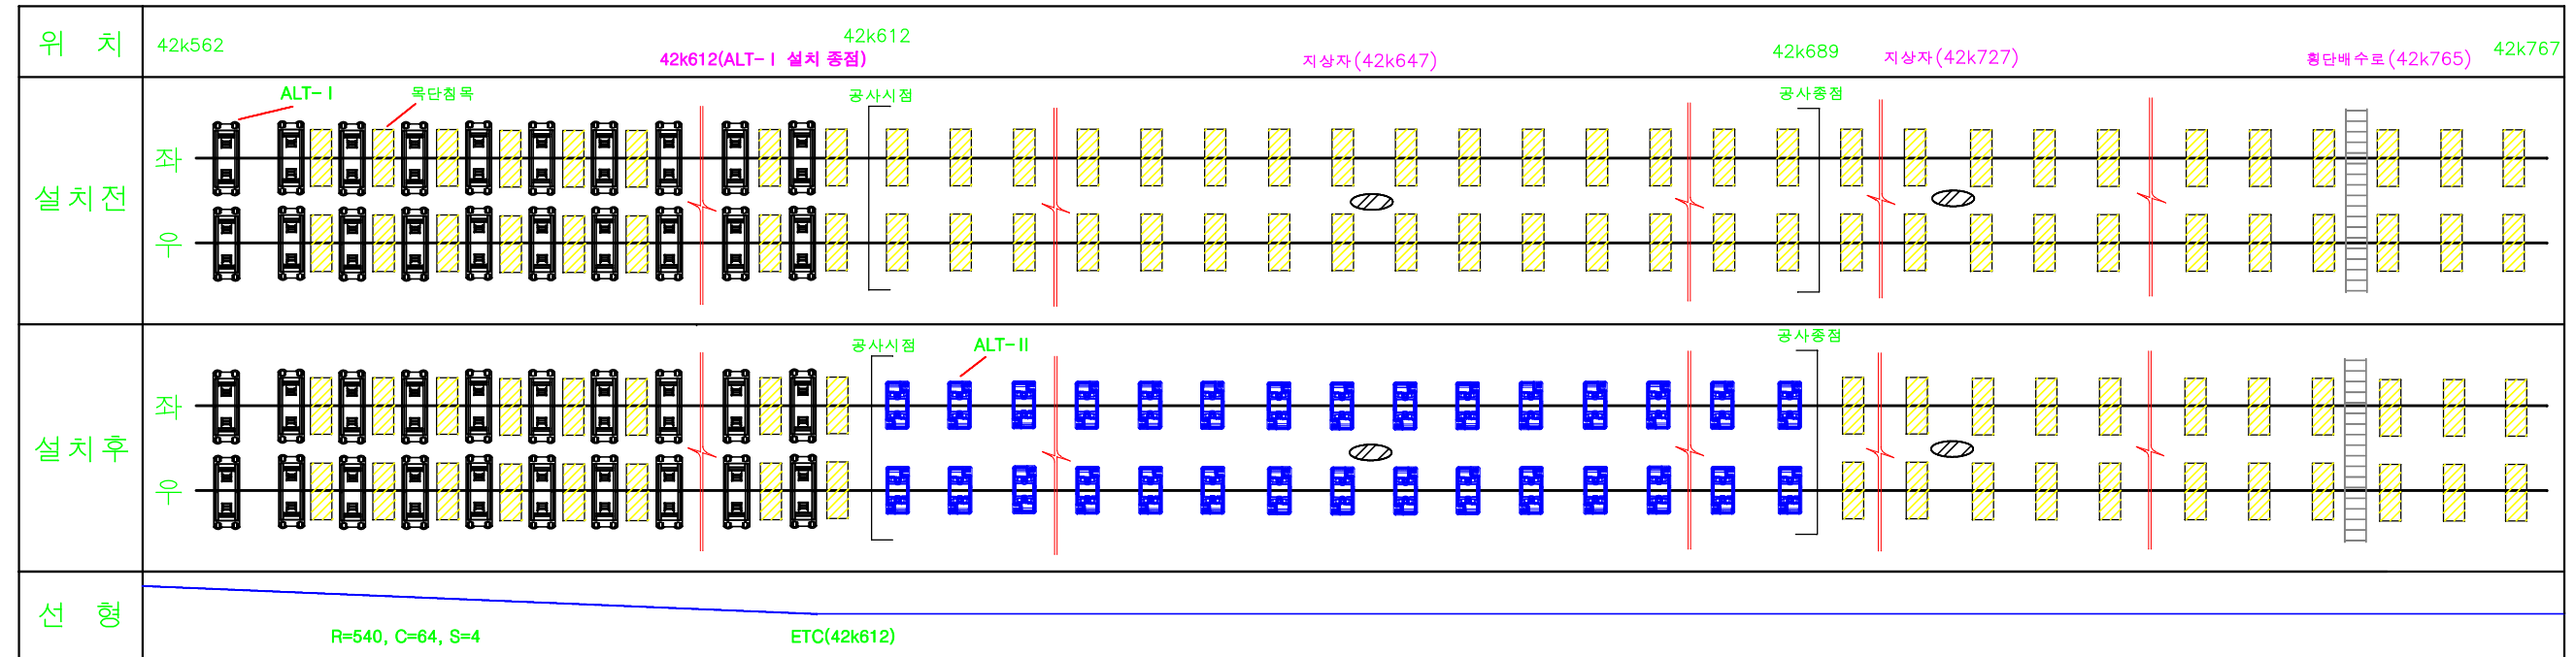 위 치
42k562
42k612(ALT-Ⅰ 설치 종점)
42k612
지상자(42k647)
42k689
지상자(42k727)
횡단배수로(42k765)
42k767
설치전
ALT-Ⅰ
목단침목
공사시점
공사종점
좌
우
설치후
공사시점
ALT-Ⅱ
공사종점
좌
우
선 형
R=540, C=64, S=4
ETC(42k612)